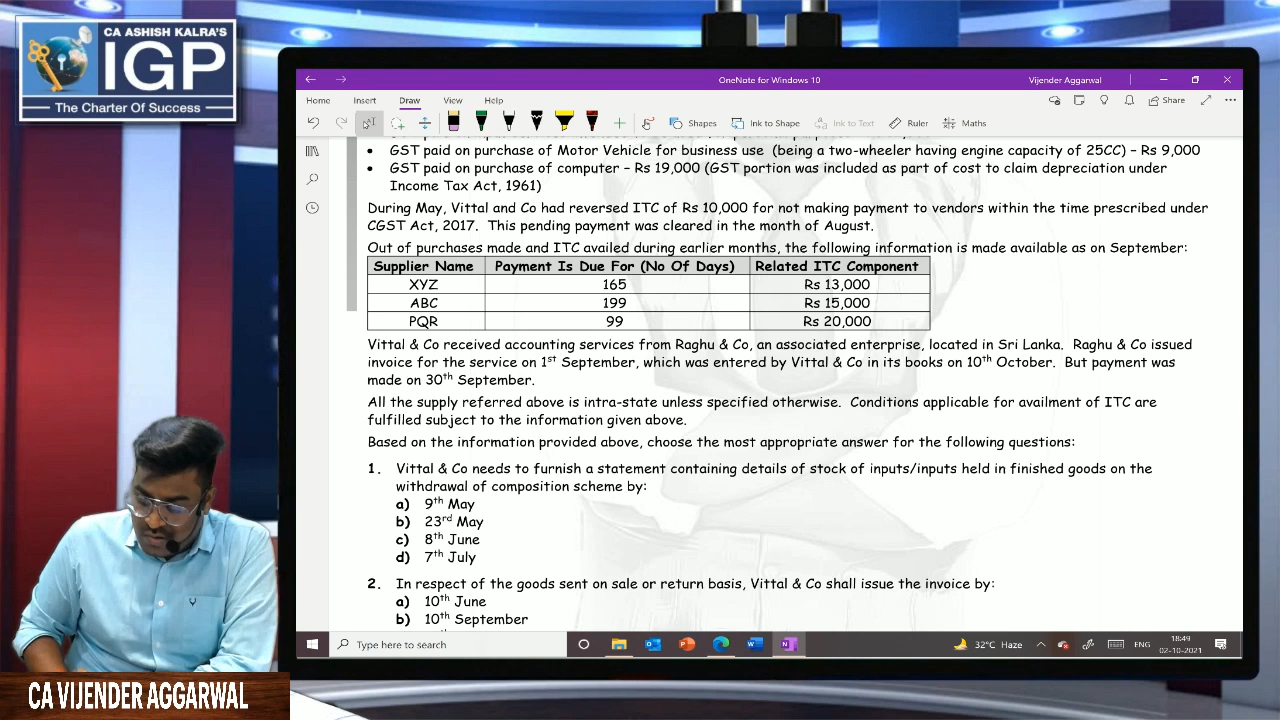 CA ASHISH KALRA'S
IGP
The Charter Of Success
OneNote for Windows 10
Vijender Aggarwal
Home Insert Draw View Help
Share
Shapes Ink to Shape Ink to Text Ruler Maths
• GST paid on purchase of Motor Vehicle for business use (being a two-wheeler having engine capacity of 25CC) – Rs 9,000
• GST paid on purchase of computer – Rs 19,000 (GST portion was included as part of cost to claim depreciation under
Income Tax Act, 1961)
During May, Vittal and Co had reversed ITC of Rs 10,000 for not making payment to vendors within the time prescribed under
CGST Act, 2017. This pending payment was cleared in the month of August.
Out of purchases made and ITC availed during earlier months, the following information is made available as on September:
Supplier Name Payment Is Due For (No Of Days) Related ITC Component
XYZ 165 Rs 13,000
ABC 199 Rs 15,000
PQR 99 Rs 20,000
Vittal & Co received accounting services from Raghu & Co, an associated enterprise, located in Sri Lanka. Raghu & Co issued
invoice for the service on 1st September, which was entered by Vittal & Co in its books on 10th October. But payment was
made on 30th September.
All the supply referred above is intra-state unless specified otherwise. Conditions applicable for availment of ITC are
fulfilled subject to the information given above.
Based on the information provided above, choose the most appropriate answer for the following questions:
1. Vittal & Co needs to furnish a statement containing details of stock of inputs/inputs held in finished goods on the
withdrawal of composition scheme by:
a) 9th May
b) 23rd May
c) 8th June
d) 7th July
2. In respect of the goods sent on sale or return basis, Vittal & Co shall issue the invoice by:
a) 10th June
b) 10th September
Type here to search
32°C Haze
ENG
18:49
02-10-2021
CA VIJENDER AGGARWAL